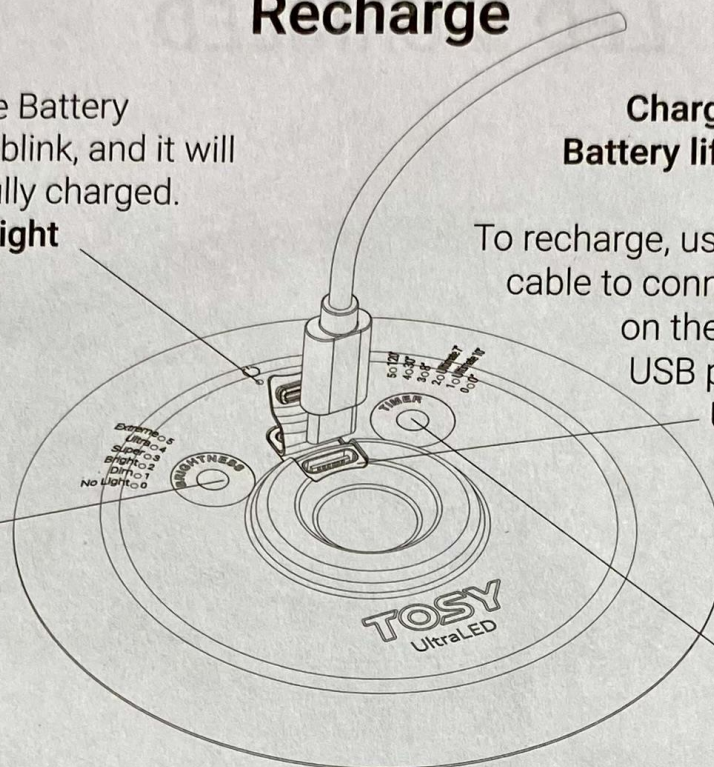 Recharge
e Battery
blink, and it will
lly charged.
ight
Charg
Battery lif
To recharge, us
cable to conn
on the
USB p
TIMER
BRIGHTNESS
Extreme 5
Ultra 4
Super 3
Bright 2
Dim 1
No Light 0
TOSY
UltraLED